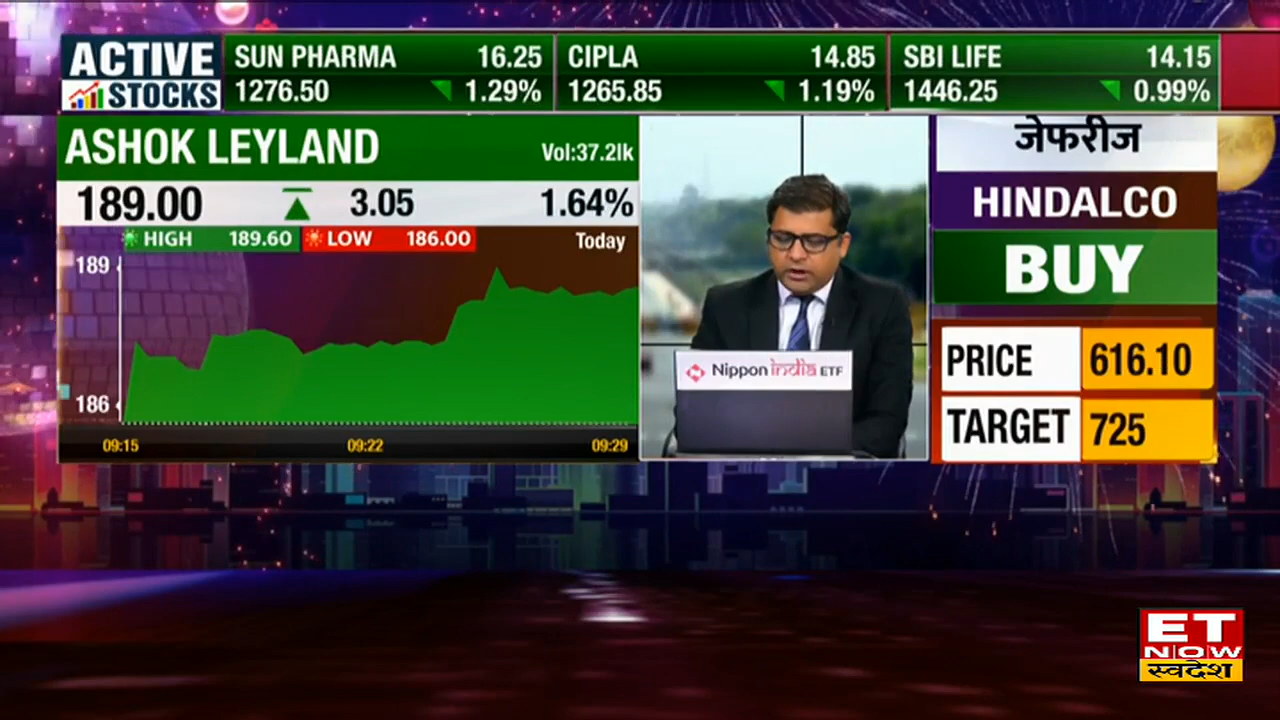 ACTIVE STOCKS
SUN PHARMA 16.25
1276.50 1.29%
CIPLA 14.85
1265.85 1.19%
SBI LIFE 14.15
1446.25 0.99%
ASHOK LEYLAND Vol:37.2lk
189.00 3.05 1.64%
HIGH 189.60 LOW 186.00 Today
189
186
09:15 09:22 09:29
Nippon india ETF
जेफरीज
HINDALCO
BUY
PRICE 616.10
TARGET 725
ET
NOW
स्वदेश